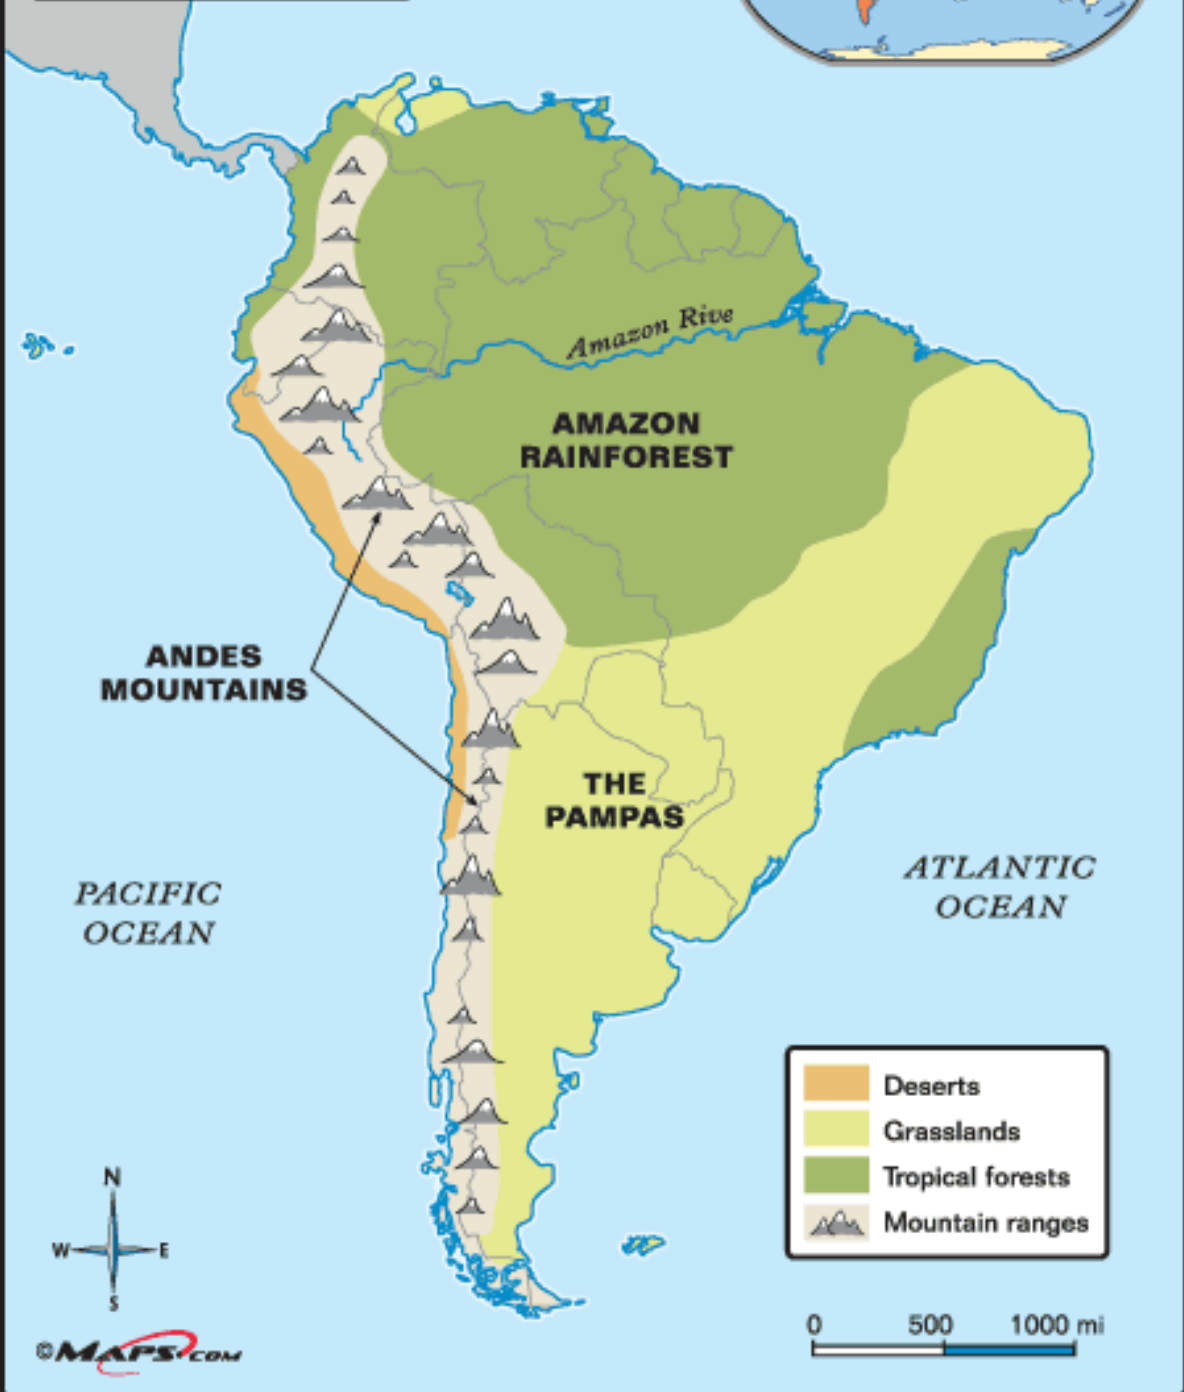 Amazon Rive
AMAZON
RAINFOREST
ANDES
MOUNTAINS
THE
PAMPAS
PACIFIC
OCEAN
ATLANTIC
OCEAN
Deserts
Grasslands
Tropical forests
Mountain ranges
N
W E
S
0 500 1000 mi
©MAPS.COM